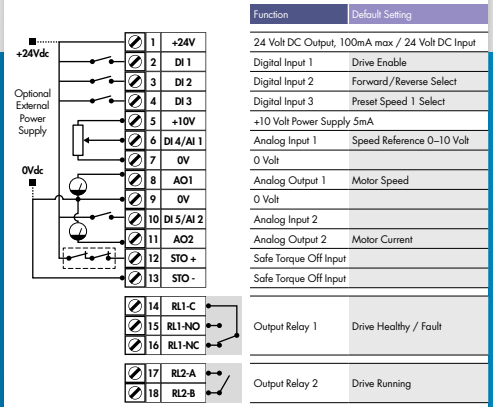 Function Default Setting
+24Vdc
Optional
External
Power
Supply
0Vdc
1 +24V 24 Volt DC Output, 100mA max / 24 Volt DC Input
2 DI 1 Digital Input 1 Drive Enable
3 DI 2 Digital Input 2 Forward/Reverse Select
4 DI 3 Digital Input 3 Preset Speed 1 Select
5 +10V +10 Volt Power Supply 5mA
6 DI 4/AI 1 Analog Input 1 Speed Reference 0–10 Volt
7 0V 0 Volt
8 AO1 Analog Output 1 Motor Speed
9 0V 0 Volt
10 DI 5/AI 2 Analog Input 2
11 AO2 Analog Output 2 Motor Current
12 STO + Safe Torque Off Input
13 STO - Safe Torque Off Input
14 RL1-C
15 RL1-NO Output Relay 1 Drive Healthy / Fault
16 RL1-NC
17 RL2-A
Output Relay 2 Drive Running
18 RL2-B